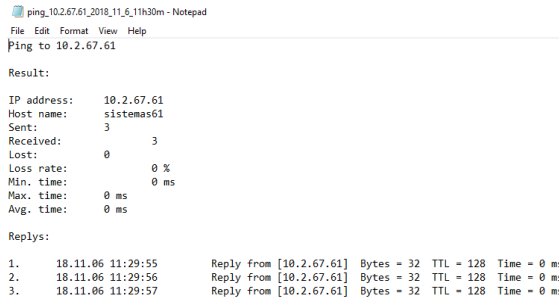 ping_10.2.67.61_2018_11_6_11h30m - Notepad
File Edit Format View Help
Ping to 10.2.67.61
Result:
IP address: 10.2.67.61
Host name: sistemas61
Sent: 3
Received: 3
Lost: 0
Loss rate: 0 %
Min. time: 0 ms
Max. time: 0 ms
Avg. time: 0 ms
Replys:
1. 18.11.06 11:29:55 Reply from [10.2.67.61] Bytes = 32 TTL = 128 Time = 0 ms
2. 18.11.06 11:29:56 Reply from [10.2.67.61] Bytes = 32 TTL = 128 Time = 0 ms
3. 18.11.06 11:29:57 Reply from [10.2.67.61] Bytes = 32 TTL = 128 Time = 0 ms